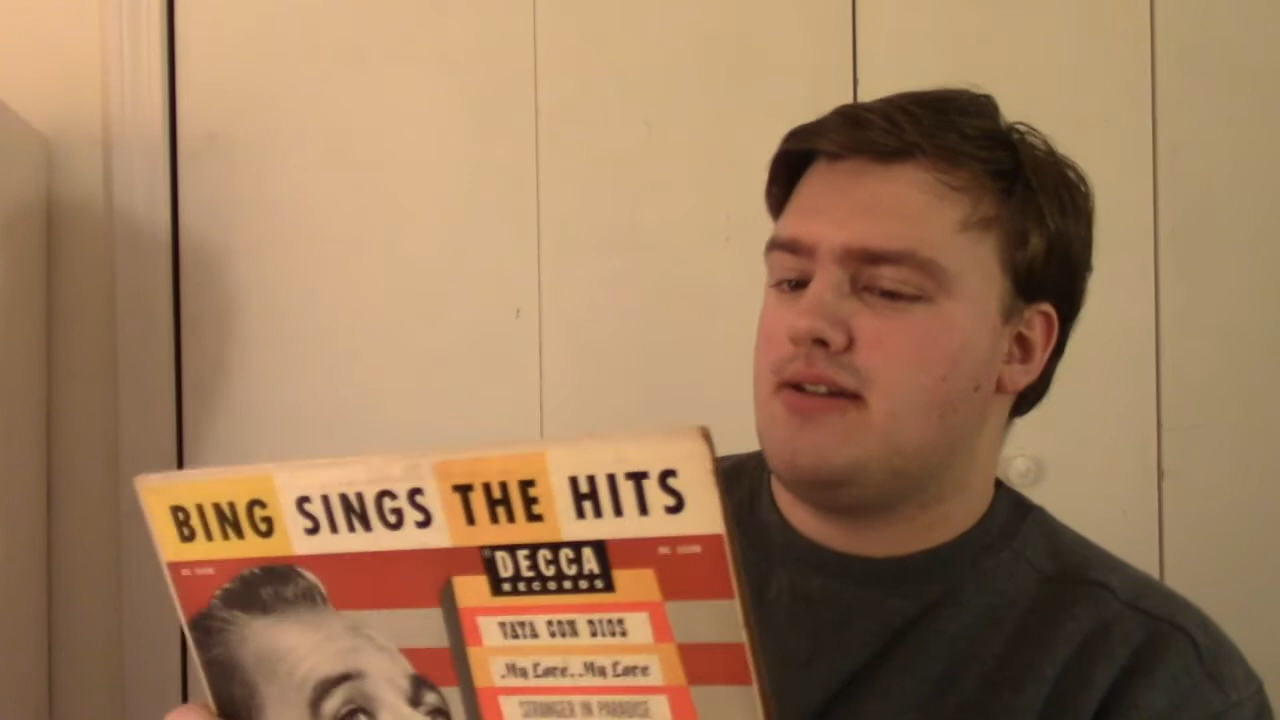 BING SINGS THE HITS
DECCA
RECORDS
VAYA CON DIOS
My Love..My Love
STRANGER IN PARADISE